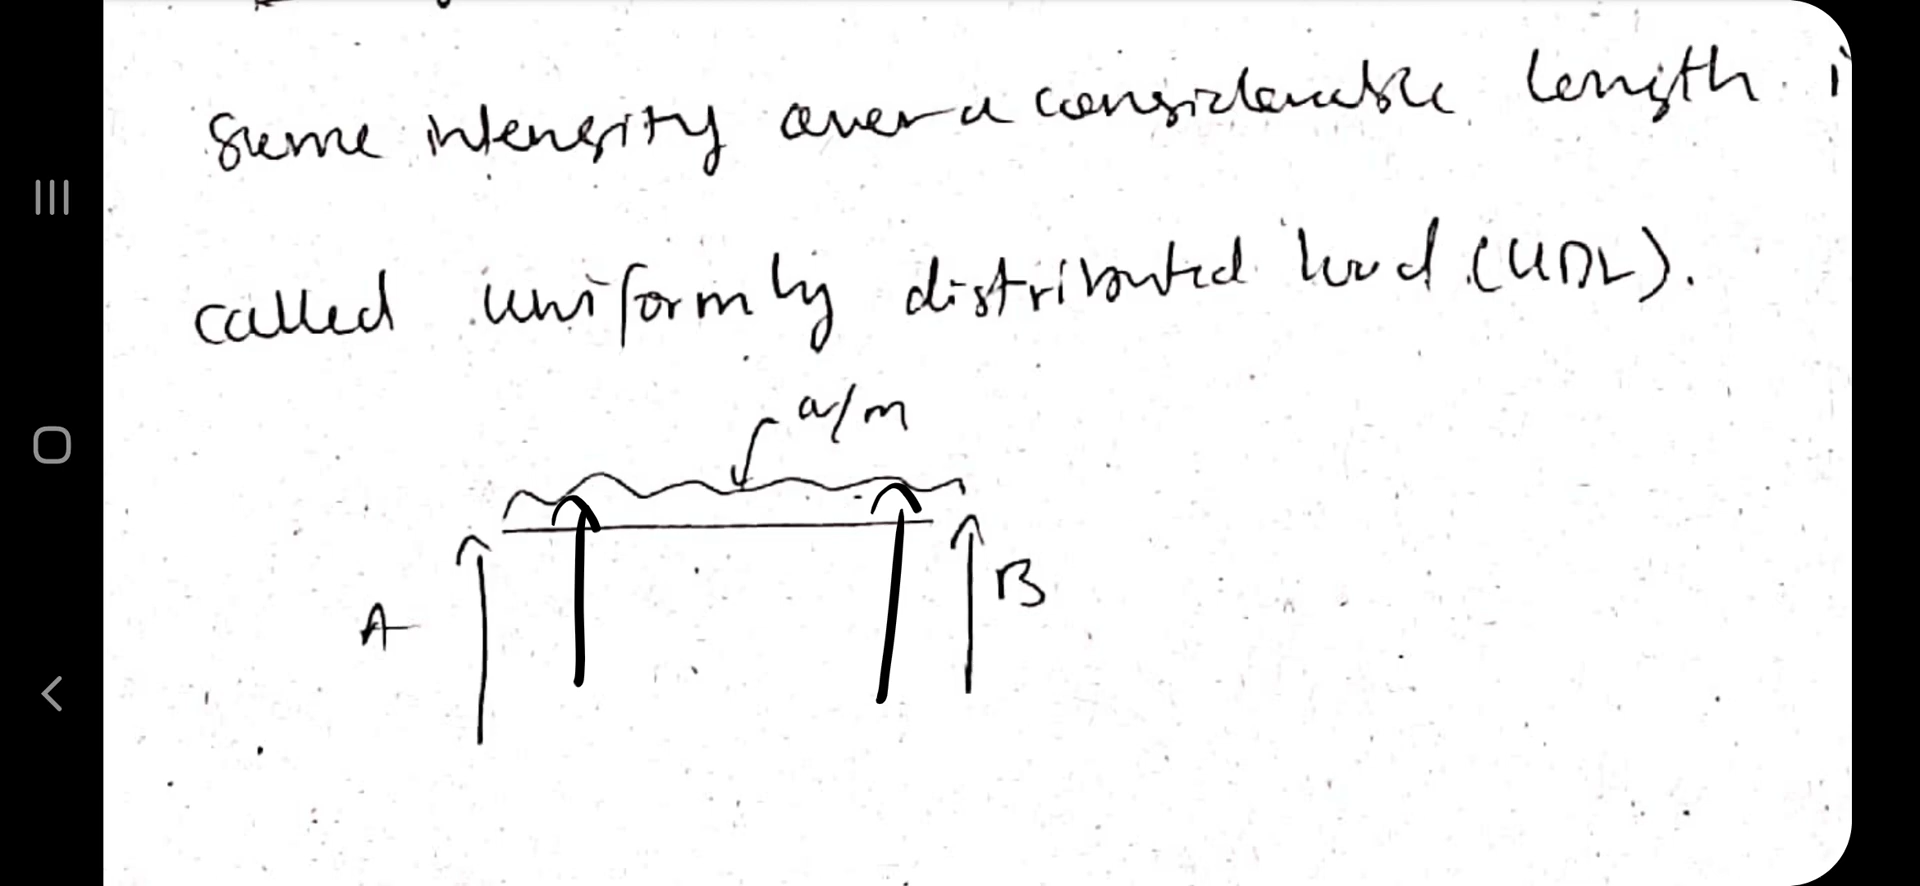 same intensity over a considerable length i
called uniformly distributed load (UDL).
w/m
A
B